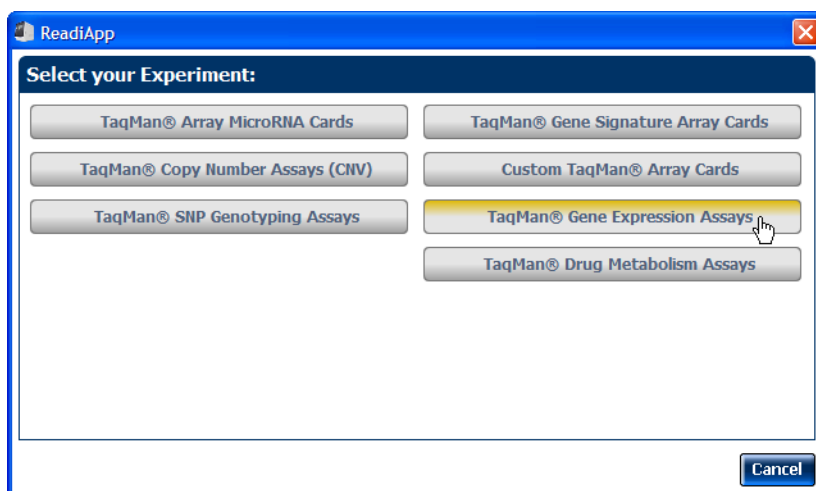 ReadiApp
Select your Experiment:
TaqMan® Array MicroRNA Cards
TaqMan® Gene Signature Array Cards
TaqMan® Copy Number Assays (CNV)
Custom TaqMan® Array Cards
TaqMan® SNP Genotyping Assays
TaqMan® Gene Expression Assays
TaqMan® Drug Metabolism Assays
Cancel